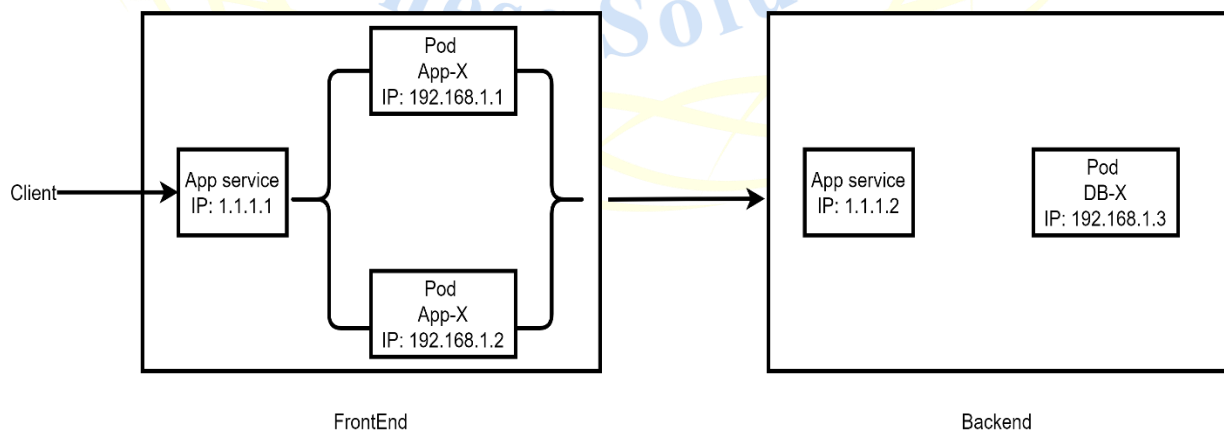 Client
App service
IP: 1.1.1.1
Pod
App-X
IP: 192.168.1.1
Pod
App-X
IP: 192.168.1.2
FrontEnd
App service
IP: 1.1.1.2
Pod
DB-X
IP: 192.168.1.3
Backend